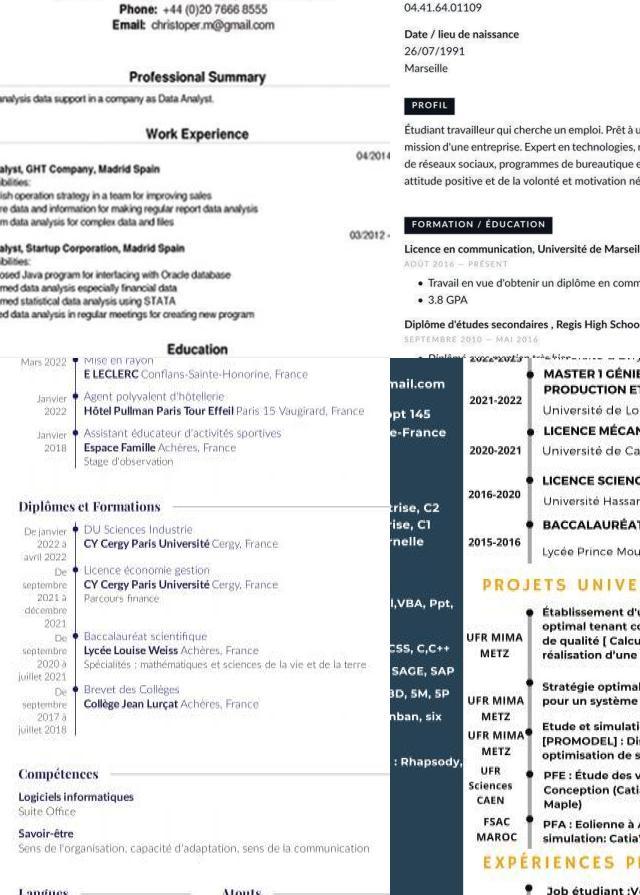 Phone: +44 (0)20 7666 8555
Email: christoper.m@gmail.com
Professional Summary
analysis data support in a company as Data Analyst.
Work Experience
04/2014
alyst, GHT Company, Madrid Spain
bilities:
ish operation strategy in a team for improving sales
re data and information for making regular report data analysis
m data analysis for complex data and files
03/2012 -
alyst, Startup Corporation, Madrid Spain
bilities:
osed Java program for interfacing with Oracle database
med data analysis especially financial data
med statistical data analysis using STATA
ed data analysis in regular meetings for creating new program
Education
04.41.64.01109
Date / lieu de naissance
26/07/1991
Marseille
PROFIL
Étudiant travailleur qui cherche un emploi. Prêt à u
mission d'une entreprise. Expert en technologies, r
de réseaux sociaux, programmes de bureautique e
attitude positive et de la volonté et motivation né
FORMATION / ÉDUCATION
Licence en communication, Université de Marseil
AOÛT 2016 — PRÉSENT
• Travail en vue d'obtenir un diplôme en comm
• 3.8 GPA
Diplôme d'études secondaires , Regis High Schoo
SEPTEMBRE 2010 — MAI 2016
Mars 2022 Mise en rayon
E LECLERC Conflans-Sainte-Honorine, France
Janvier Agent polyvalent d'hôtellerie
2022 Hôtel Pullman Paris Tour Effeil Paris 15 Vaugirard, France
Janvier Assistant éducateur d'activités sportives
2018 Espace Famille Achères, France
Stage d'observation
Diplômes et Formations
De janvier DU Sciences Industrie
2022 à CY Cergy Paris Université Cergy, France
avril 2022
De Licence économie gestion
septembre CY Cergy Paris Université Cergy, France
2021 à Parcours finance
décembre
2021
De Baccalauréat scientifique
septembre Lycée Louise Weiss Achères, France
2020 à Spécialités : mathématiques et sciences de la vie et de la terre
juillet 2021
De Brevet des Collèges
septembre Collège Jean Lurçat Achères, France
2017 à
juillet 2018
Compétences
Logiciels informatiques
Suite Office
Savoir-être
Sens de l'organisation, capacité d'adaptation, sens de la communication
Langues Atouts
mail.com
pt 145
e-France
trise, C2
rise, C1
rnelle
l,VBA, Ppt,
CSS, C,C++
SAGE, SAP
BD, 5M, 5P
nban, six
: Rhapsody,
MASTER 1 GÉNIE
2021-2022 PRODUCTION ET
Université de Lo
LICENCE MÉCAN
2020-2021 Université de Ca
LICENCE SCIENC
2016-2020
Université Hassan
BACCALAURÉAT
2015-2016
Lycée Prince Mou
PROJETS UNIVE
Établissement d'u
optimal tenant co
UFR MIMA de qualité [ Calcu
METZ réalisation d'une
Stratégie optimal
UFR MIMA pour un système
METZ
UFR MIMA Etude et simulati
METZ [PROMODEL] : Di
optimisation de s
UFR
Sciences PFE : Étude des v
CAEN Conception (Cati
Maple)
FSAC PFA : Eolienne à A
MAROC simulation: Catia
EXPÉRIENCES P
Job étudiant :V